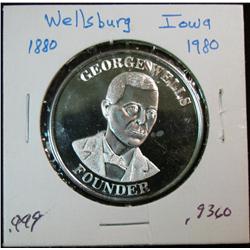 Wellsburg Iowa
1880 1980
GEORGE WELLS
FOUNDER
.999 .9360